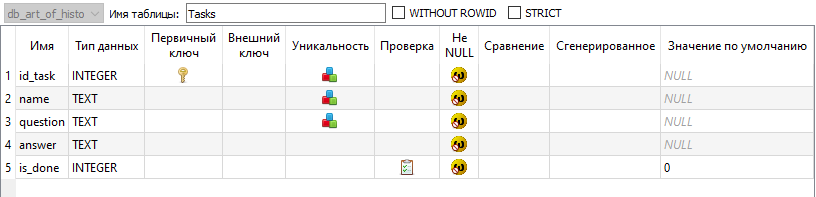 db_art_of_histo Имя таблицы: Tasks WITHOUT ROWID STRICT
Имя Тип данных Первичный ключ Внешний ключ Уникальность Проверка Не NULL Сравнение Сгенерированное Значение по умолчанию
1 id_task INTEGER NULL
2 name TEXT NULL
3 question TEXT NULL
4 answer TEXT NULL
5 is_done INTEGER 0